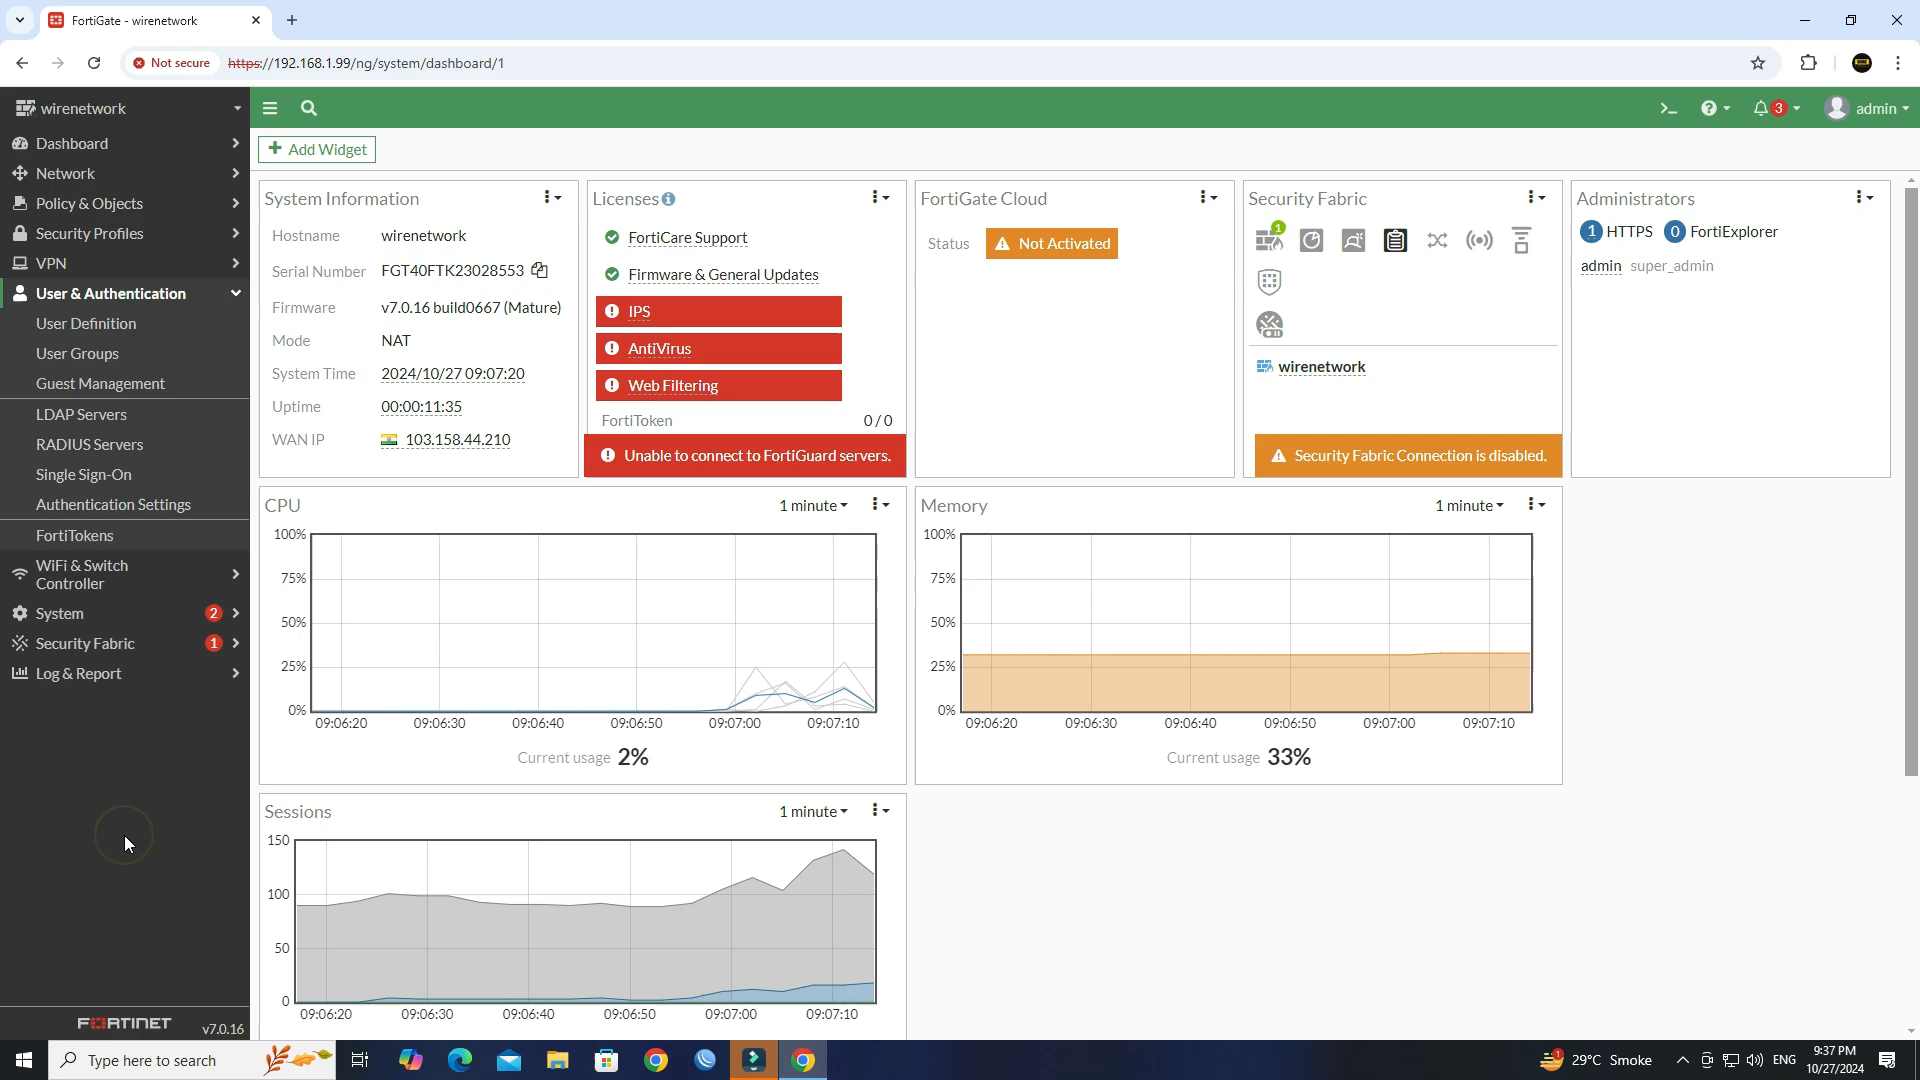 FortiGate - wirenetwork
Not secure
https://192.168.1.99/ng/system/dashboard/1
wirenetwork
3
admin
Dashboard
Network
Policy & Objects
Security Profiles
VPN
User & Authentication
User Definition
User Groups
Guest Management
LDAP Servers
RADIUS Servers
Single Sign-On
Authentication Settings
FortiTokens
WiFi & Switch
Controller
System 2
Security Fabric 1
Log & Report
FORTINET v7.0.16
Add Widget
System Information
Hostname wirenetwork
Serial Number FGT40FTK23028553
Firmware v7.0.16 build0667 (Mature)
Mode NAT
System Time 2024/10/27 09:07:20
Uptime 00:00:11:35
WAN IP 103.158.44.210
Licenses
FortiCare Support
Firmware & General Updates
IPS
AntiVirus
Web Filtering
FortiToken 0 / 0
Unable to connect to FortiGuard servers.
FortiGate Cloud
Status Not Activated
Security Fabric
1
wirenetwork
Security Fabric Connection is disabled.
Administrators
1 HTTPS 0 FortiExplorer
admin super_admin
CPU 1 minute
100%
75%
50%
25%
0%
09:06:20 09:06:30 09:06:40 09:06:50 09:07:00 09:07:10
Current usage 2%
Memory 1 minute
100%
75%
50%
25%
0%
09:06:20 09:06:30 09:06:40 09:06:50 09:07:00 09:07:10
Current usage 33%
Sessions 1 minute
150
100
50
0
09:06:20 09:06:30 09:06:40 09:06:50 09:07:00 09:07:10
Type here to search
1
29°C Smoke
ENG
9:37 PM
10/27/2024